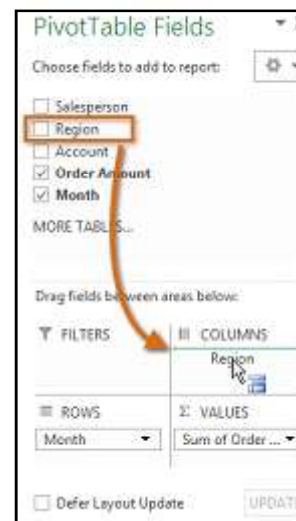 PivotTable Fields
Choose fields to add to report:
Salesperson
Region
Account
Order Amount
Month
MORE TABLES...
Drag fields between areas below:
FILTERS
COLUMNS
Region
ROWS
Σ VALUES
Month
Sum of Order ...
Defer Layout Update
UPDATE